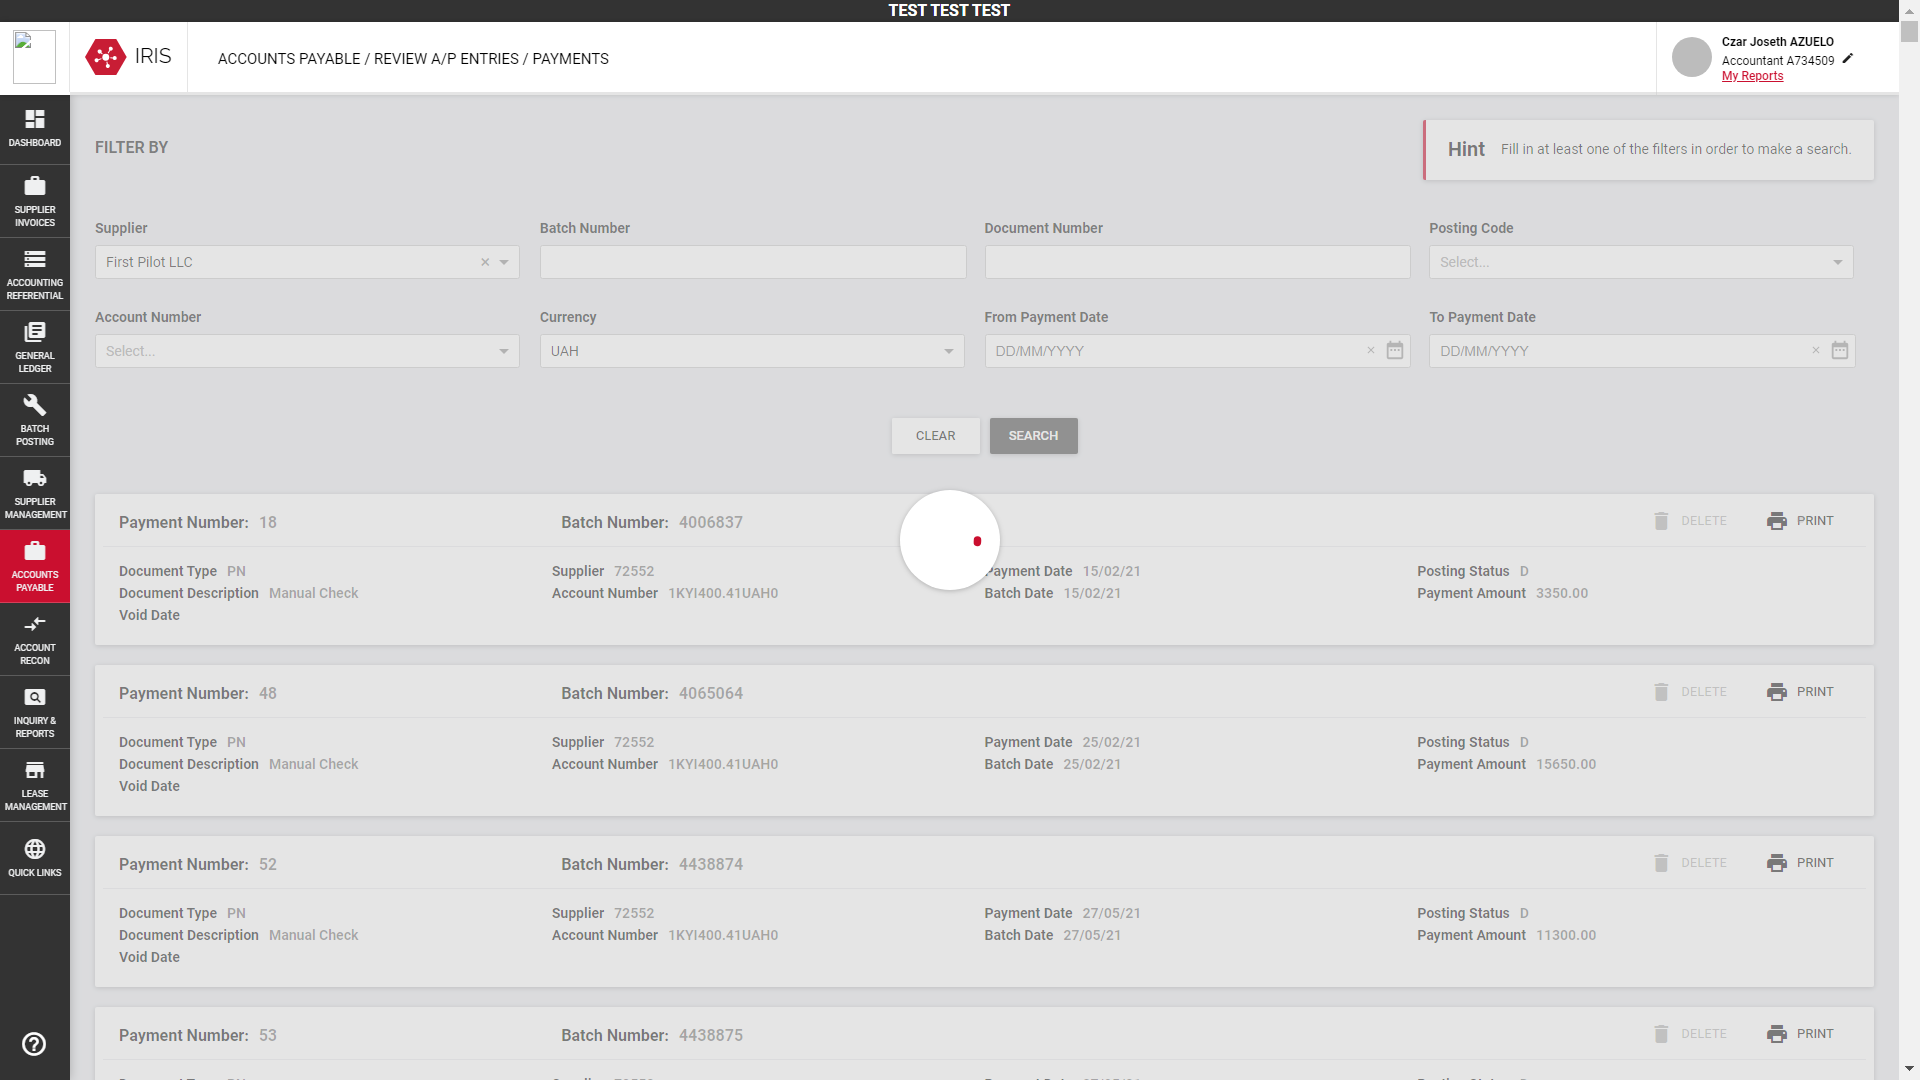 TEST TEST TEST
IRIS
ACCOUNTS PAYABLE / REVIEW A/P ENTRIES / PAYMENTS
Czar Joseth AZUELO
Accountant A734509
My Reports
DASHBOARD
SUPPLIER
INVOICES
ACCOUNTING
REFERENTIAL
GENERAL
LEDGER
BATCH
POSTING
SUPPLIER
MANAGEMENT
ACCOUNTS
PAYABLE
ACCOUNT
RECON
INQUIRY &
REPORTS
LEASE
MANAGEMENT
QUICK LINKS
FILTER BY
Hint Fill in at least one of the filters in order to make a search.
Supplier Batch Number Document Number Posting Code
First Pilot LLC Select...
Account Number Currency From Payment Date To Payment Date
Select... UAH DD/MM/YYYY DD/MM/YYYY
CLEAR SEARCH
Payment Number: 18 Batch Number: 4006837 DELETE PRINT
Document Type PN Supplier 72552 Payment Date 15/02/21 Posting Status D
Document Description Manual Check Account Number 1KYI400.41UAH0 Batch Date 15/02/21 Payment Amount 3350.00
Void Date
Payment Number: 48 Batch Number: 4065064 DELETE PRINT
Document Type PN Supplier 72552 Payment Date 25/02/21 Posting Status D
Document Description Manual Check Account Number 1KYI400.41UAH0 Batch Date 25/02/21 Payment Amount 15650.00
Void Date
Payment Number: 52 Batch Number: 4438874 DELETE PRINT
Document Type PN Supplier 72552 Payment Date 27/05/21 Posting Status D
Document Description Manual Check Account Number 1KYI400.41UAH0 Batch Date 27/05/21 Payment Amount 11300.00
Void Date
Payment Number: 53 Batch Number: 4438875 DELETE PRINT